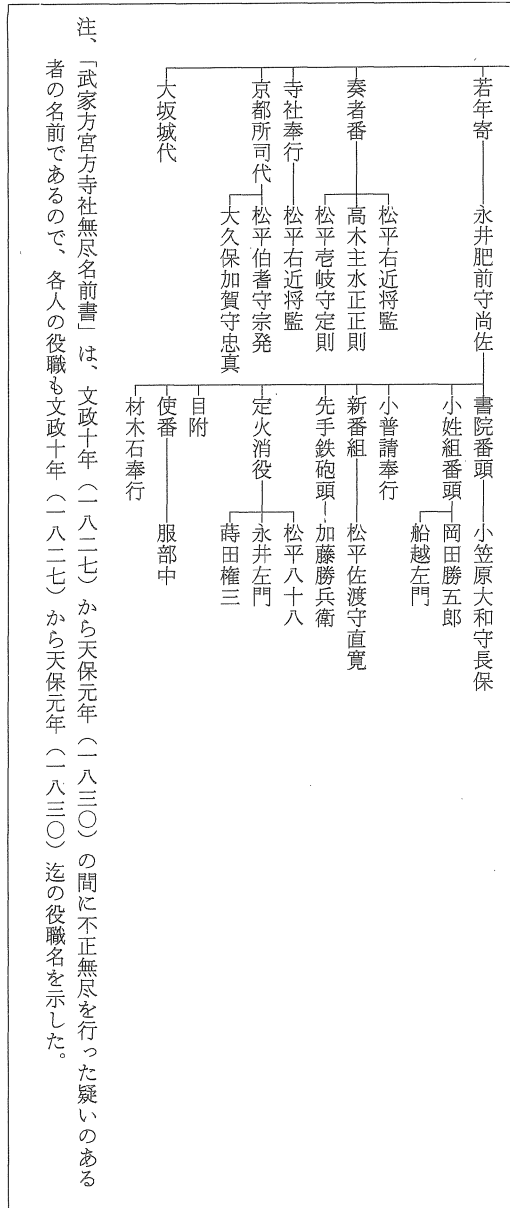 若年寄
永井肥前守尚佐
書院番頭
小笠原大和守長保
小姓組番頭
岡田勝五郎
船越左門
小普請奉行
新番組
松平佐渡守直寛
先手鉄砲頭
加藤勝兵衛
定火消役
松平八十八
永井左門
蒔田権三
目附
使番
服部中
材木石奉行
奏者番
松平右近将監
高木主水正正則
松平壱岐守定則
寺社奉行
松平右近将監
京都所司代
松平伯耆守宗発
大久保加賀守忠真
大坂城代
注、「武家方宮方寺社無尽名前書」は、文政十年(一八二七)から天保元年(一八三〇)の間に不正無尽を行った疑いのある
者の名前であるので、各人の役職も文政十年(一八二七)から天保元年(一八三〇)迄の役職名を示した。